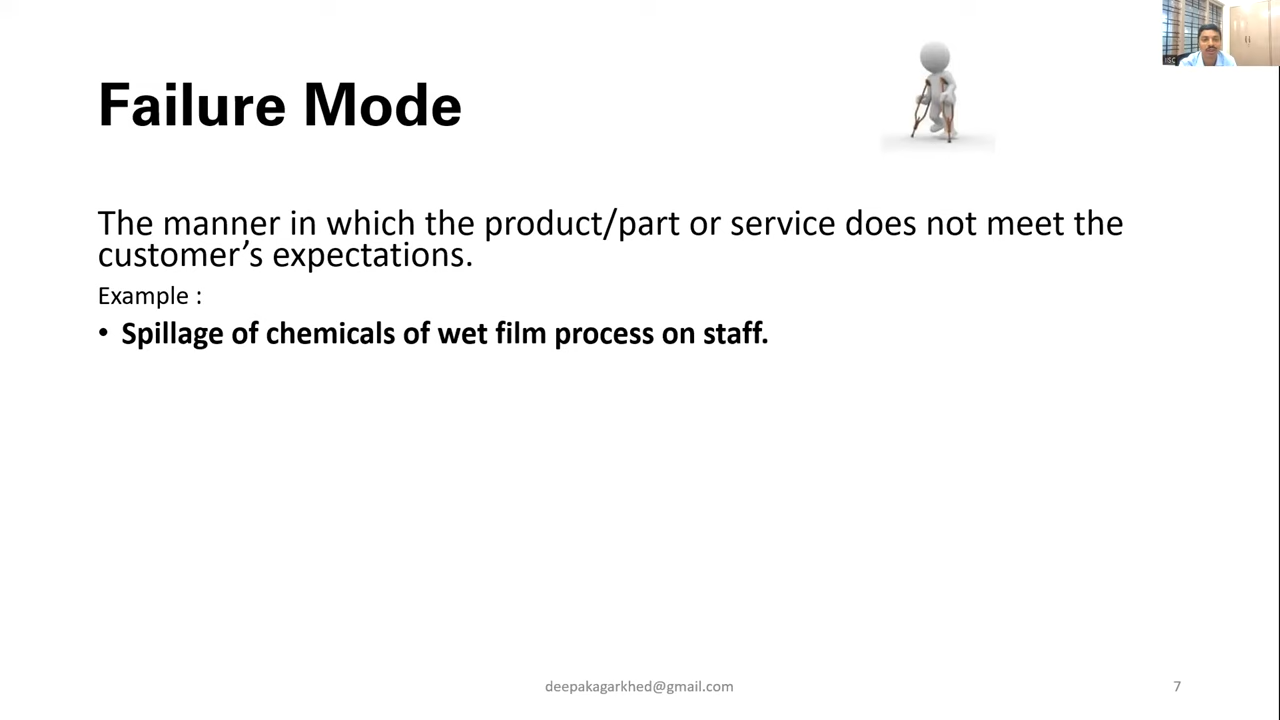 Failure Mode
The manner in which the product/part or service does not meet the
customer’s expectations.
Example :
• Spillage of chemicals of wet film process on staff.
deepakagarkhed@gmail.com
7